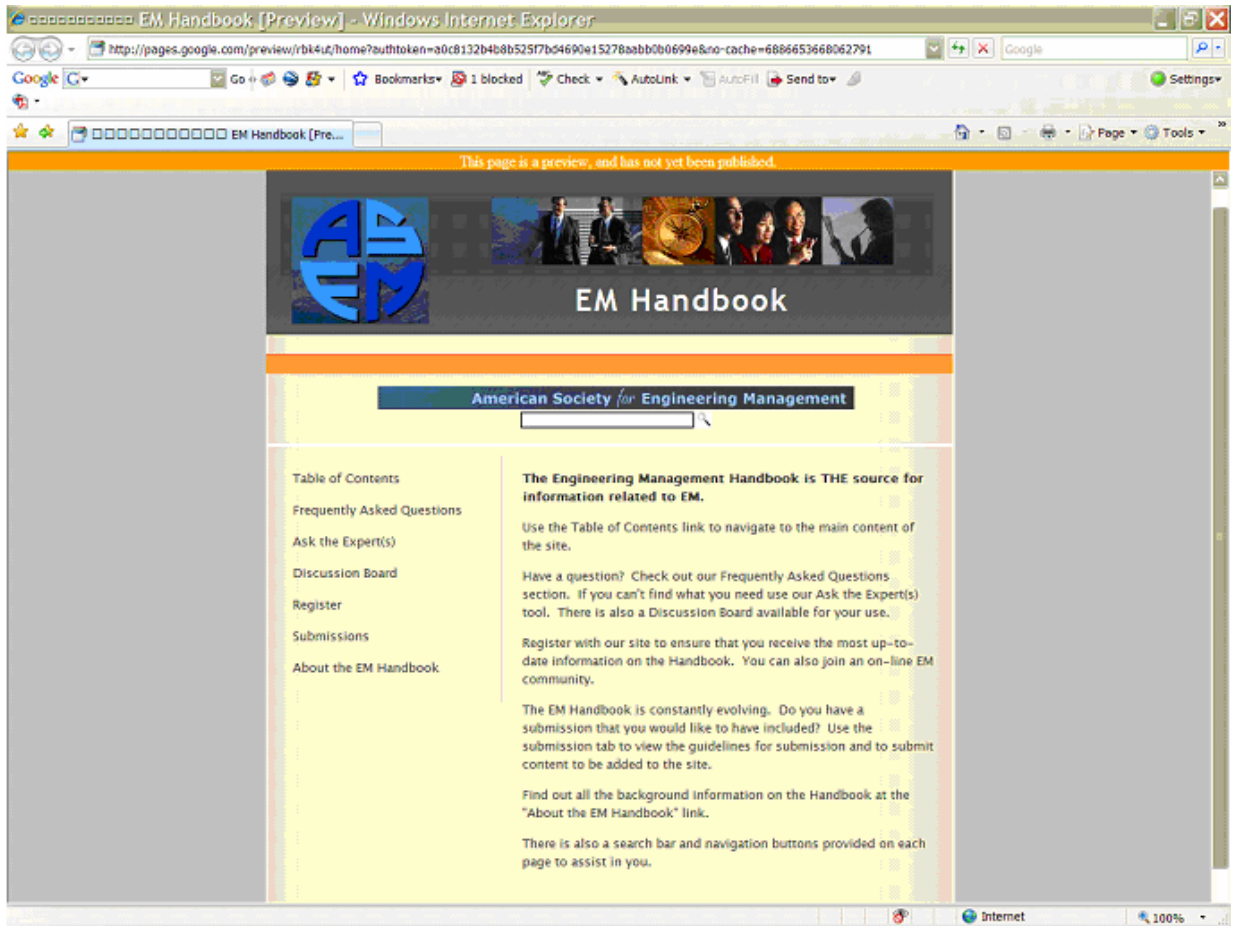 □□□□□□□□□□□ EM Handbook [Preview] - Windows Internet Explorer
http://pages.google.com/preview/rbk4ut/home?authtoken=a0c8132b4b8b525f7bd4690e15278aabb0b0699e&no-cache=6886653668062791
Google
Google Go Bookmarks 1 blocked Check AutoLink AutoFill Send to Settings
□□□□□□□□□□□ EM Handbook [Pre... Page Tools »
This page is a preview, and has not yet been published.
ASEM
EM Handbook
American Society for Engineering Management
Table of Contents
Frequently Asked Questions
Ask the Expert(s)
Discussion Board
Register
Submissions
About the EM Handbook
The Engineering Management Handbook is THE source for
information related to EM.
Use the Table of Contents link to navigate to the main content of
the site.
Have a question? Check out our Frequently Asked Questions
section. If you can't find what you need use our Ask the Expert(s)
tool. There is also a Discussion Board available for your use.
Register with our site to ensure that you receive the most up-to-
date information on the Handbook. You can also join an on-line EM
community.
The EM Handbook is constantly evolving. Do you have a
submission that you would like to have included? Use the
submission tab to view the guidelines for submission and to submit
content to be added to the site.
Find out all the background information on the Handbook at the
"About the EM Handbook" link.
There is also a search bar and navigation buttons provided on each
page to assist in you.
Internet 100%